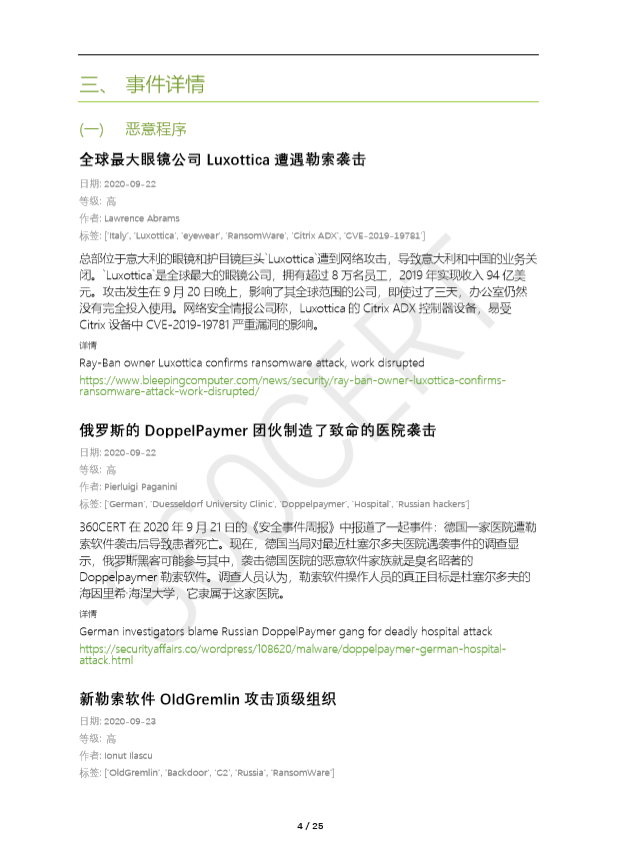 三、 事件详情
(一) 恶意程序
全球最大眼镜公司 Luxottica 遭遇勒索袭击
日期: 2020-09-22
等级: 高
作者: Lawrence Abrams
标签: ['Italy', 'Luxottica', 'eyewear', 'RansomWare', 'Citrix ADX', 'CVE-2019-19781']
总部位于意大利的眼镜和护目镜巨头`Luxottica`遭到网络攻击，导致意大利和中国的业务关
闭。`Luxottica`是全球最大的眼镜公司，拥有超过 8 万名员工，2019 年实现收入 94 亿美
元。攻击发生在 9 月 20 日晚上，影响了其全球范围的公司，即使过了三天，办公室仍然
没有完全投入使用。网络安全情报公司称，Luxottica 的 Citrix ADX 控制器设备，易受
Citrix 设备中 CVE-2019-19781 严重漏洞的影响。
详情
Ray-Ban owner Luxottica confirms ransomware attack, work disrupted
https://www.bleepingcomputer.com/news/security/ray-ban-owner-luxottica-confirms-
ransomware-attack-work-disrupted/
俄罗斯的 DoppelPaymer 团伙制造了致命的医院袭击
日期: 2020-09-22
等级: 高
作者: Pierluigi Paganini
标签: ['German', 'Duesseldorf University Clinic', 'Doppelpaymer', 'Hospital', 'Russian hackers']
360CERT 在 2020 年 9 月 21 日的《安全事件周报》中报道了一起事件：德国一家医院遭勒
索软件袭击后导致患者死亡。现在，德国当局对最近杜塞尔多夫医院遇袭事件的调查显
示，俄罗斯黑客可能参与其中，袭击德国医院的恶意软件家族就是臭名昭著的
Doppelpaymer 勒索软件。调查人员认为，勒索软件操作人员的真正目标是杜塞尔多夫的
海因里希·海涅大学，它隶属于这家医院。
详情
German investigators blame Russian DoppelPaymer gang for deadly hospital attack
https://securityaffairs.co/wordpress/108620/malware/doppelpaymer-german-hospital-
attack.html
新勒索软件 OldGremlin 攻击顶级组织
日期: 2020-09-23
等级: 高
作者: Ionut Ilascu
标签: ['OldGremlin', 'Backdoor', 'C2', 'Russia', 'RansomWare']
360CERT
4 / 25